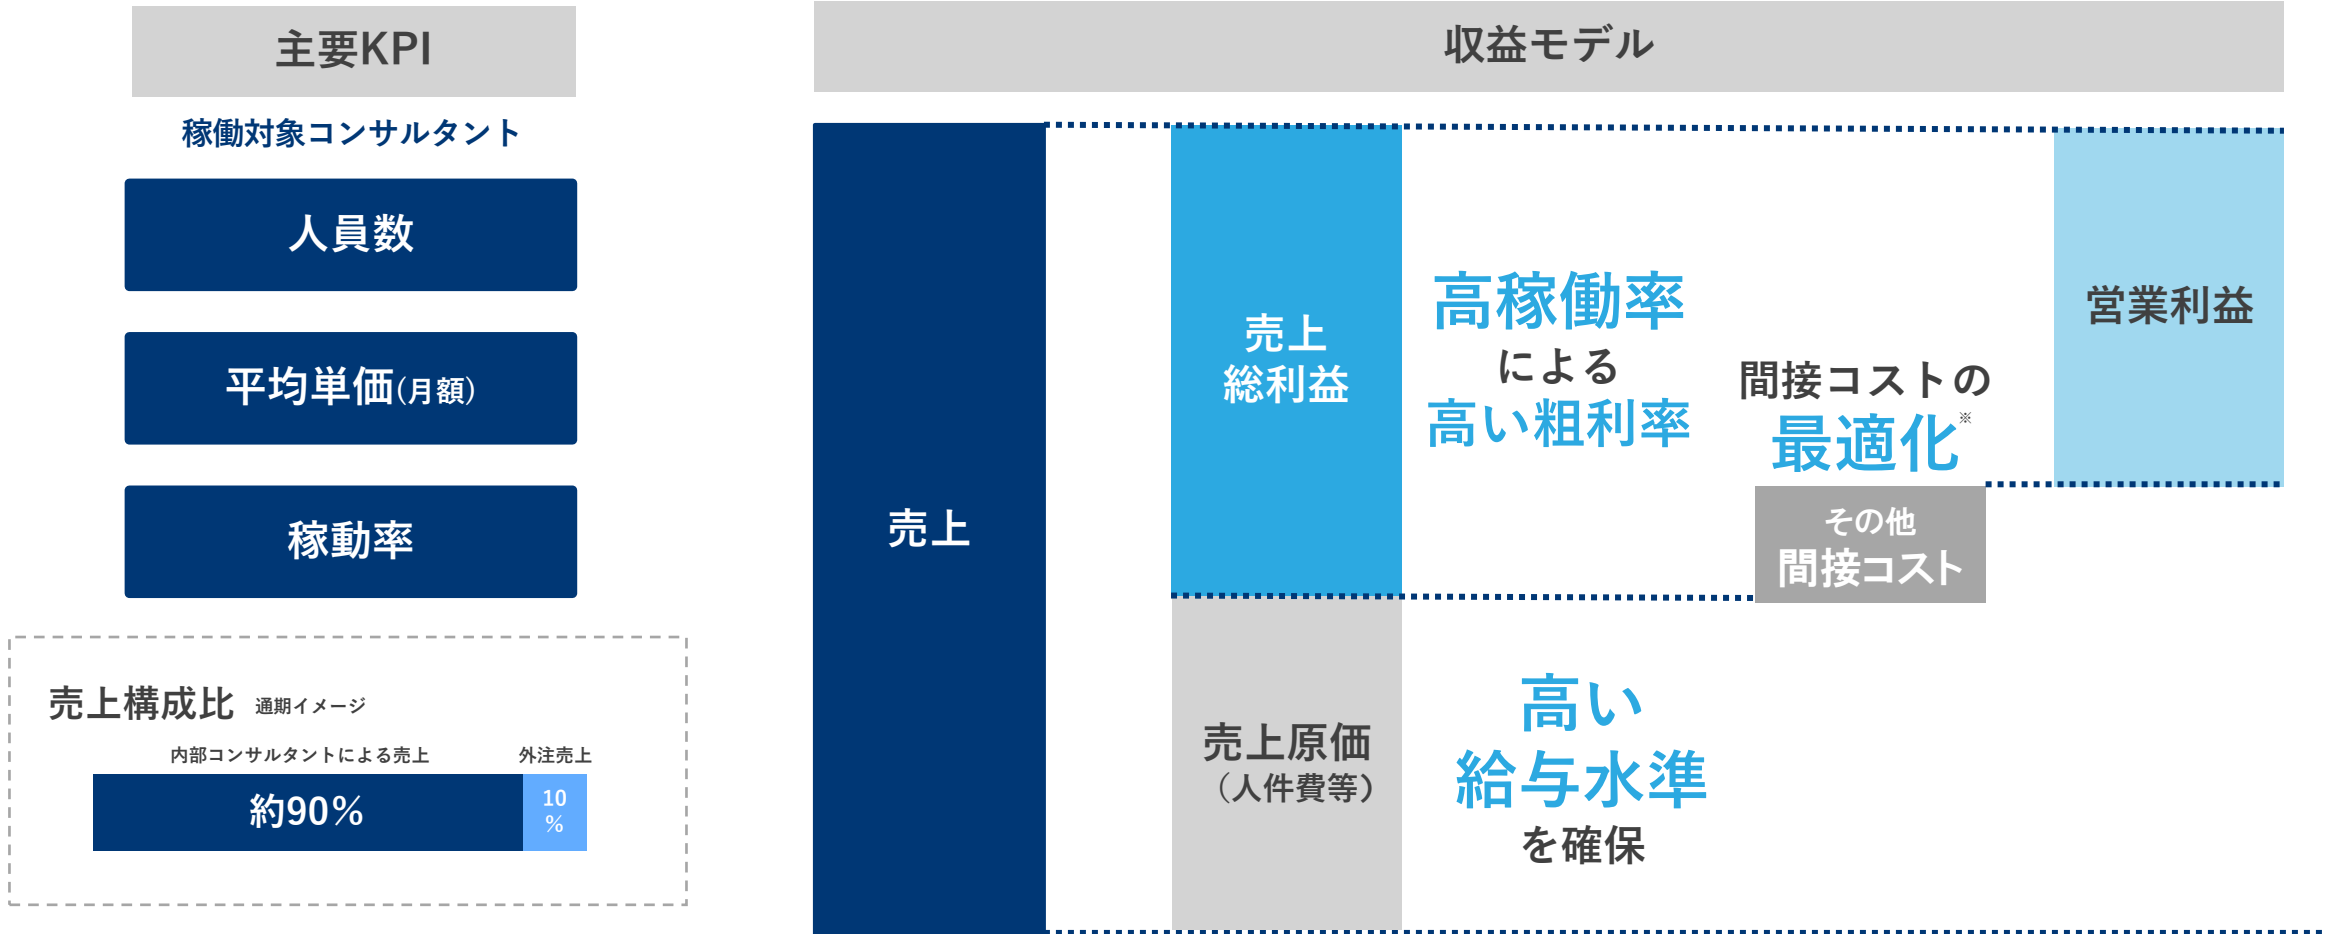 主要KPI
稼働対象コンサルタント
人員数
平均単価(月額)
稼動率
売上構成比 通期イメージ
内部コンサルタントによる売上 外注売上
約90%
10
%
収益モデル
売上
売上
総利益
売上原価
（人件費等）
高稼働率
による
高い粗利率
高い
給与水準
を確保
間接コストの
最適化※
その他
間接コスト
営業利益